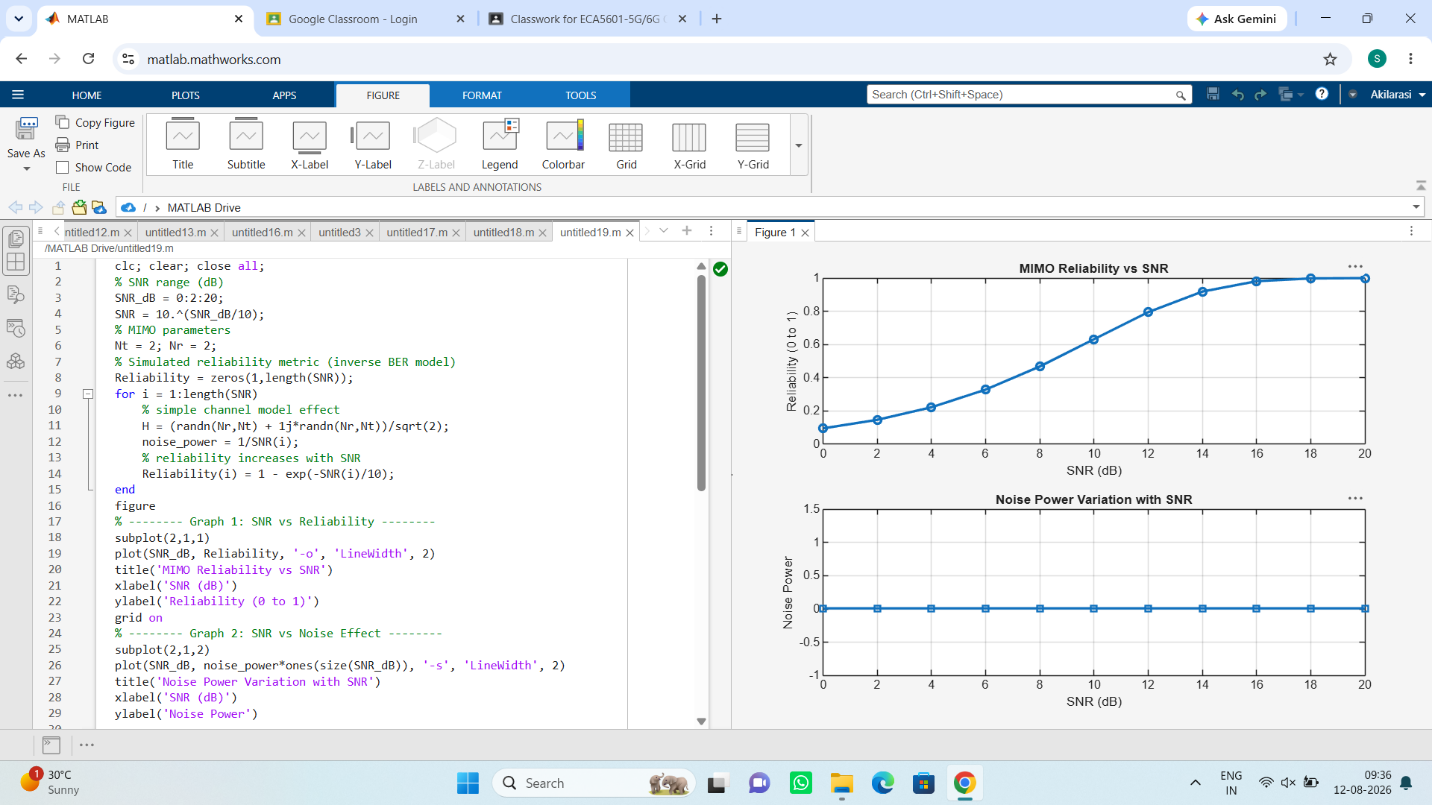 MATLAB
Google Classroom - Login
Classwork for ECA5601-5G/6G
Ask Gemini
matlab.mathworks.com
S
HOME
PLOTS
APPS
FIGURE
FORMAT
TOOLS
Search (Ctrl+Shift+Space)
Akilarasi
Save As
Copy Figure
Print
Show Code
FILE
Title
Subtitle
X-Label
Y-Label
Z-Label
Legend
Colorbar
Grid
X-Grid
Y-Grid
LABELS AND ANNOTATIONS
/ › MATLAB Drive
ntitled12.m
untitled13.m
untitled16.m
untitled3
untitled17.m
untitled18.m
untitled19.m
/MATLAB Drive/untitled19.m
1 clc; clear; close all;
2 % SNR range (dB)
3 SNR_dB = 0:2:20;
4 SNR = 10.^(SNR_dB/10);
5 % MIMO parameters
6 Nt = 2; Nr = 2;
7 % Simulated reliability metric (inverse BER model)
8 Reliability = zeros(1,length(SNR));
9 for i = 1:length(SNR)
10 % simple channel model effect
11 H = (randn(Nr,Nt) + 1j*randn(Nr,Nt))/sqrt(2);
12 noise_power = 1/SNR(i);
13 % reliability increases with SNR
14 Reliability(i) = 1 - exp(-SNR(i)/10);
15 end
16 figure
17 % -------- Graph 1: SNR vs Reliability --------
18 subplot(2,1,1)
19 plot(SNR_dB, Reliability, '-o', 'LineWidth', 2)
20 title('MIMO Reliability vs SNR')
21 xlabel('SNR (dB)')
22 ylabel('Reliability (0 to 1)')
23 grid on
24 % -------- Graph 2: SNR vs Noise Effect --------
25 subplot(2,1,2)
26 plot(SNR_dB, noise_power*ones(size(SNR_dB)), '-s', 'LineWidth', 2)
27 title('Noise Power Variation with SNR')
28 xlabel('SNR (dB)')
29 ylabel('Noise Power')
Figure 1
MIMO Reliability vs SNR
Reliability (0 to 1)
1
0.8
0.6
0.4
0.2
0
0 2 4 6 8 10 12 14 16 18 20
SNR (dB)
Noise Power Variation with SNR
Noise Power
1.5
1
0.5
0
-0.5
-1
0 2 4 6 8 10 12 14 16 18 20
SNR (dB)
1
30°C
Sunny
Search
ENG
IN
09:36
12-08-2026